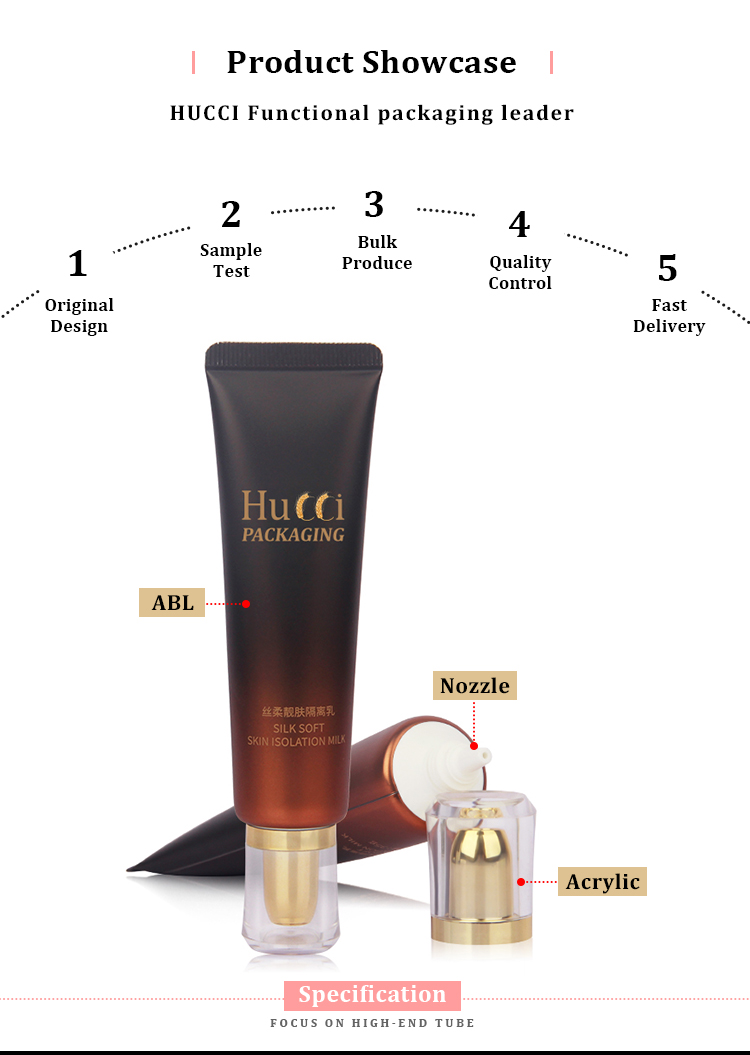 Product Showcase
HUCCI Functional packaging leader
1
Original
Design
2
Sample
Test
3
Bulk
Produce
4
Quality
Control
5
Fast
Delivery
Hucci
PACKAGING
ABL
Nozzle
丝柔靓肤隔离乳
SILK SOFT
SKIN ISOLATION MILK
Acrylic
Specification
FOCUS ON HIGH-END TUBE